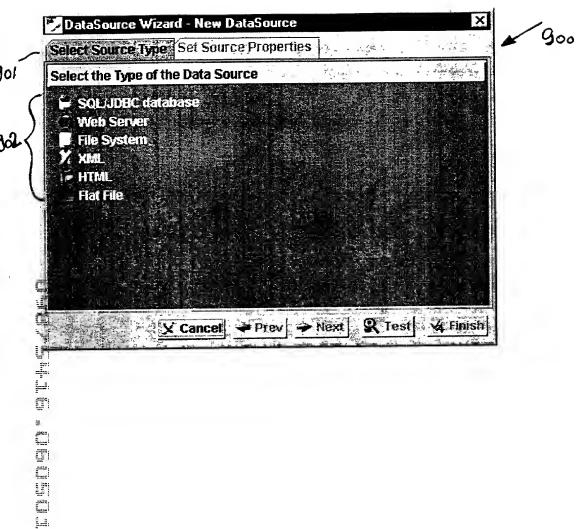 DataSource Wizard - New DataSource
900
901
Select Source Type
Set Source Properties
Select the Type of the Data Source
902
SQL/JDBC database
Web Server
File System
XML
HTML
Flat File
Cancel
Prev
Next
Test
Finish